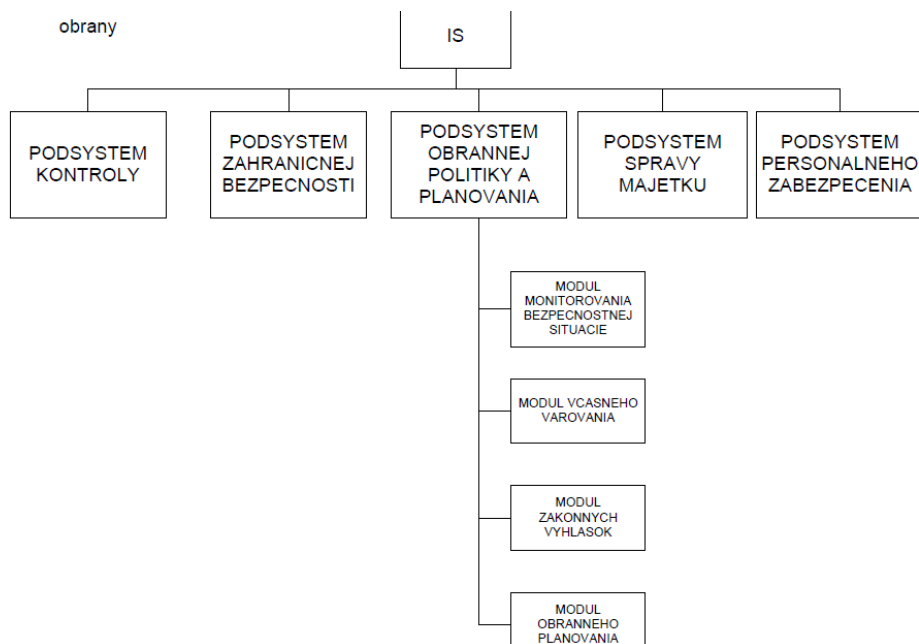 obrany
IS
PODSYSTEM
KONTROLY
PODSYSTEM
ZAHRANICNEJ
BEZPECNOSTI
PODSYSTEM
OBRANNEJ
POLITIKY A
PLANOVANIA
PODSYSTEM
SPRAVY
MAJETKU
PODSYSTEM
PERSONALNEHO
ZABEZPECENIA
MODUL
MONITOROVANIA
BEZPECNOSTNEJ
SITUACIE
MODUL VCASNEHO
VAROVANIA
MODUL
ZAKONNYCH
VYHLASOK
MODUL
OBRANNEHO
PLANOVANIA